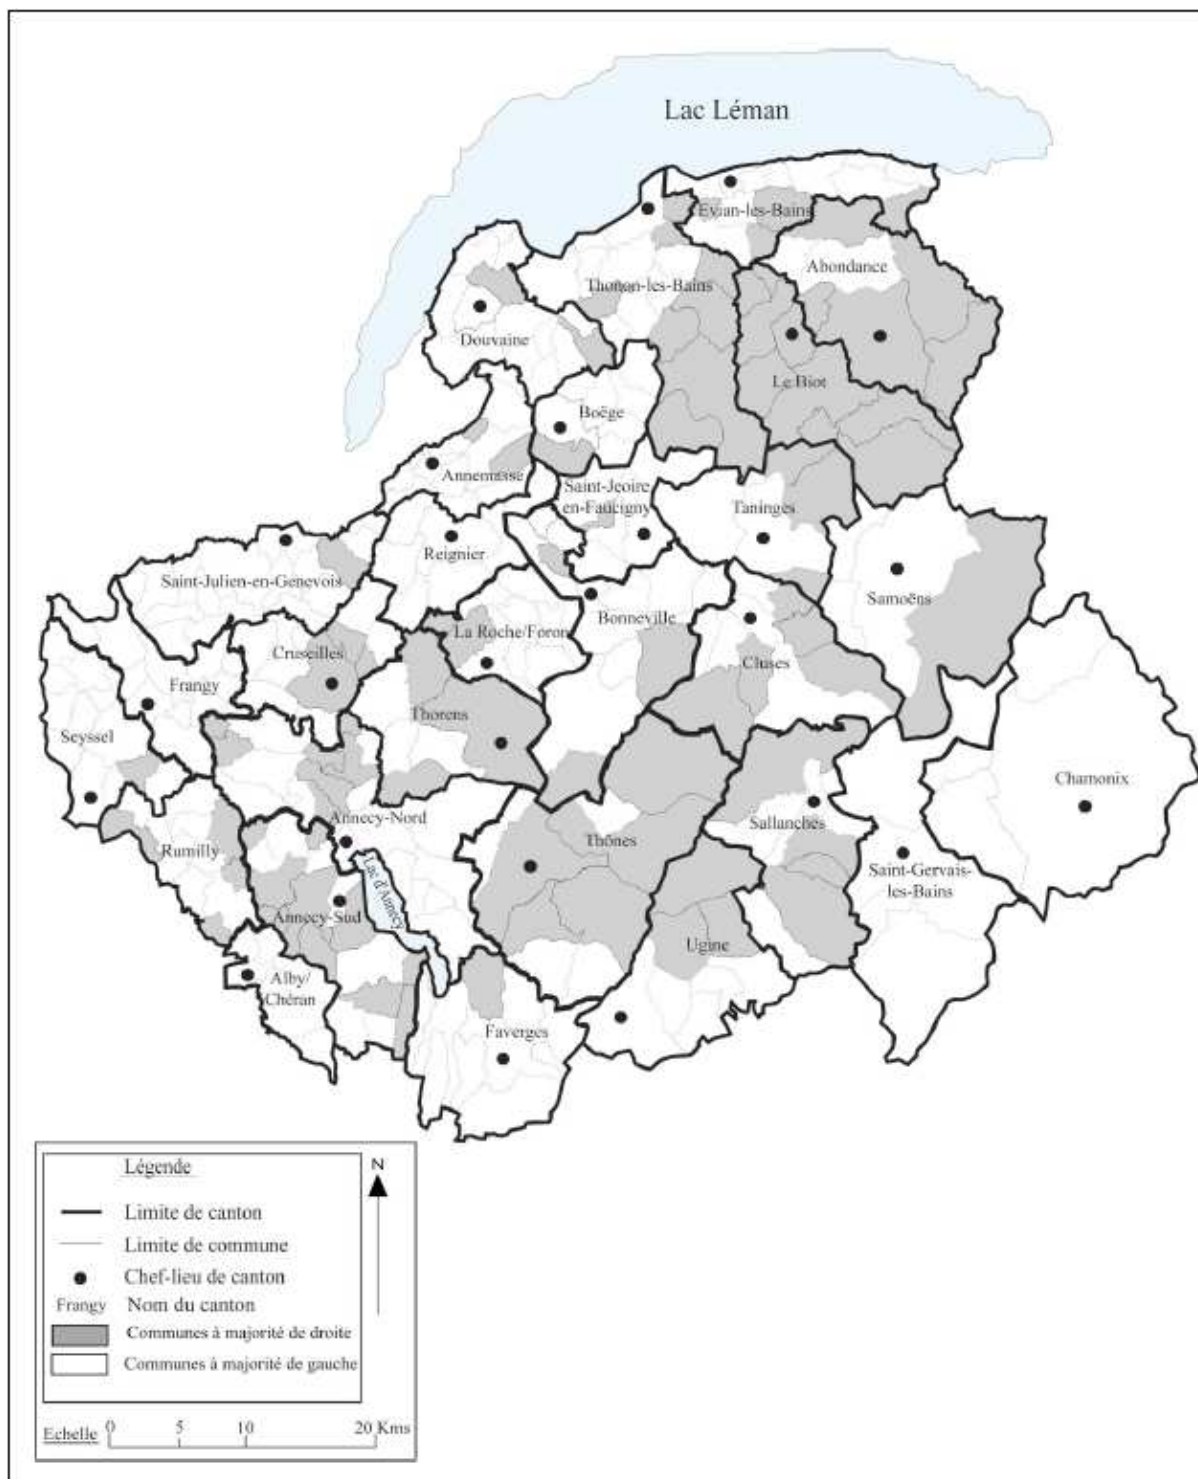 Lac Léman
Evian-les-Bains
Abondance
Thonon-les-Bains
Douvaine
Le Biot
Boëge
Annemasse
Saint-Jeoire
en-Faucigny
Taninges
Reignier
Saint-Julien-en-Genevois
Samoëns
Bonneville
La Roche/Foron
Cruseilles
Cluses
Frangy
Thorens
Seyssel
Chamonix
Annecy-Nord
Sallanches
Thônes
Rumilly
Saint-Gervais-
les-Bains
Lac d'Annecy
Annecy-Sud
Ugine
Alby/
Chéran
Faverges
Légende
N
Limite de canton
Limite de commune
Chef-lieu de canton
Frangy Nom du canton
Communes à majorité de droite
Communes à majorité de gauche
Echelle 0 5 10 20 Kms